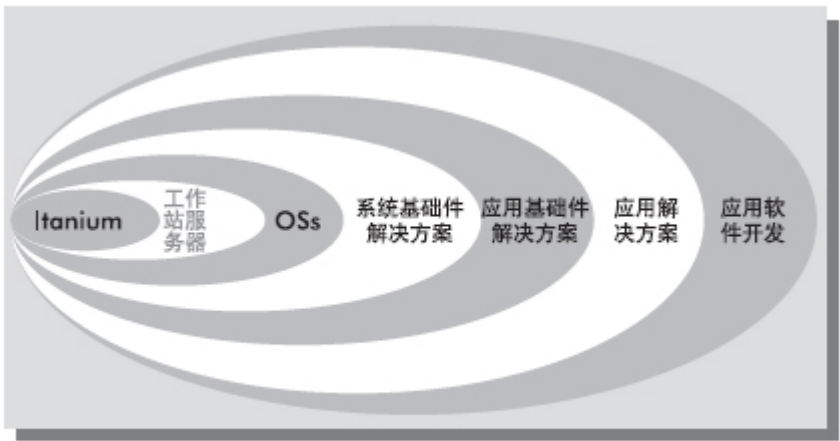 Itanium
工作
站服
务器
OSs
系统基础件
解决方案
应用基础件
解决方案
应用解
决方案
应用软
件开发